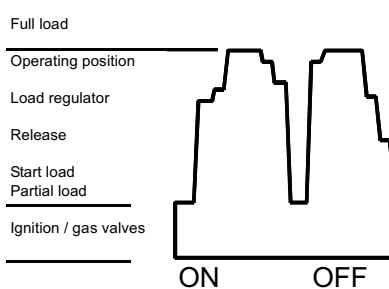 Full load
Operating position
Load regulator
Release
Start load
Partial load
Ignition / gas valves
ON OFF